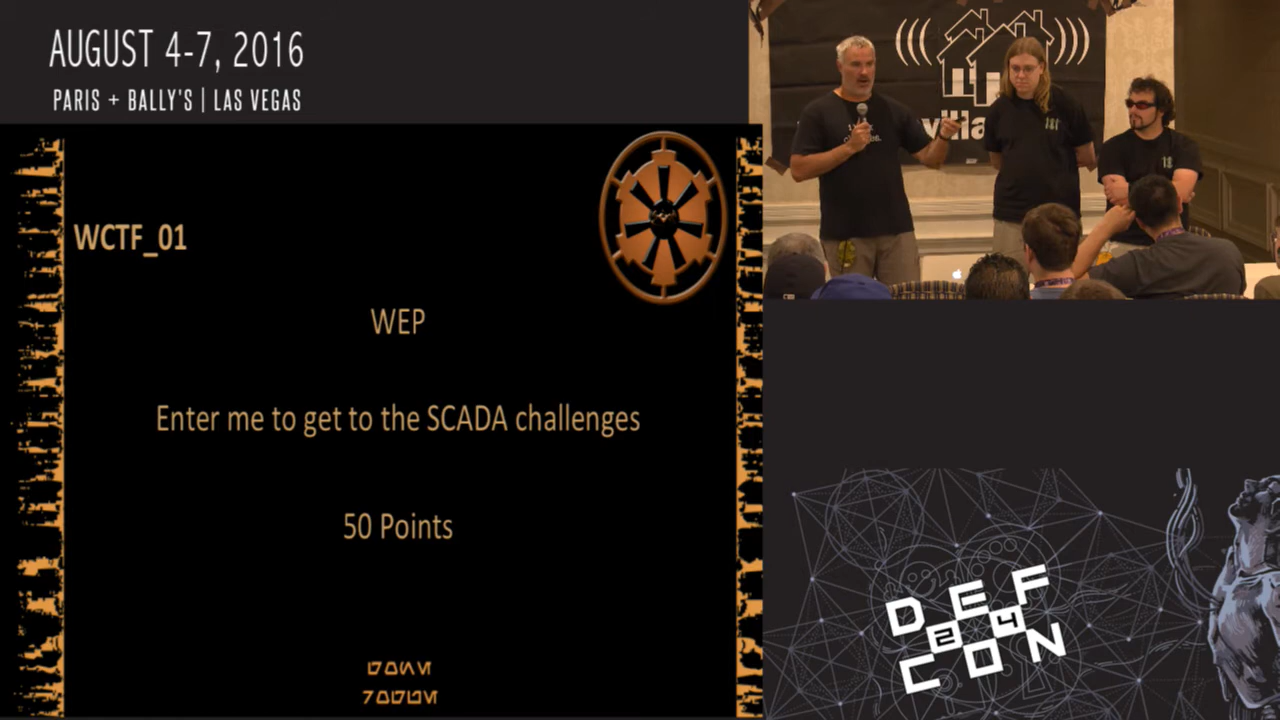 AUGUST 4-7, 2016
PARIS + BALLY'S | LAS VEGAS
WCTF_01
WEP
Enter me to get to the SCADA challenges
50 Points
DEF
24
CON